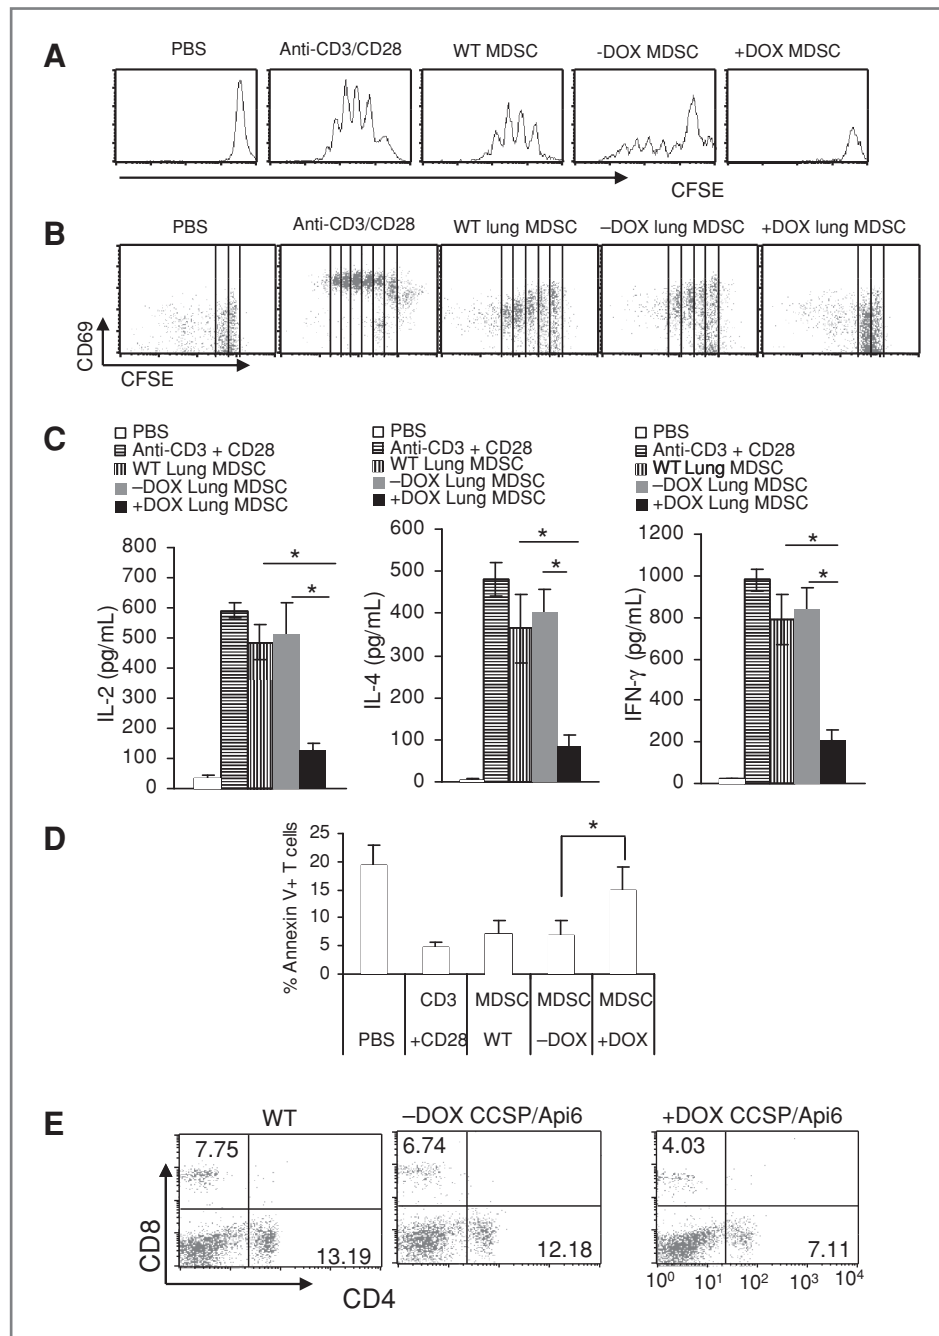 A
PBS
Anti-CD3/CD28
WT MDSC
-DOX MDSC
+DOX MDSC
CFSE
B
PBS
Anti-CD3/CD28
WT lung MDSC
–DOX lung MDSC
+DOX lung MDSC
CD69
CFSE
C
PBS
Anti-CD3 + CD28
WT Lung MDSC
–DOX Lung MDSC
+DOX Lung MDSC
IL-2 (pg/mL)
800
700
600
500
400
300
200
100
0
*
*
PBS
Anti-CD3 + CD28
WT Lung MDSC
–DOX Lung MDSC
+DOX Lung MDSC
IL-4 (pg/mL)
600
500
400
300
200
100
0
*
*
PBS
Anti-CD3 + CD28
WT Lung MDSC
–DOX Lung MDSC
+DOX Lung MDSC
IFN-γ (pg/mL)
1200
1000
800
600
400
200
0
*
*
D
% Annexin V+ T cells
25
20
15
10
5
0
*
CD3 MDSC MDSC MDSC
PBS +CD28 WT –DOX +DOX
E
WT
7.75
13.19
–DOX CCSP/Api6
6.74
12.18
+DOX CCSP/Api6
4.03
7.11
10⁰ 10¹ 10² 10³ 10⁴
CD8
CD4